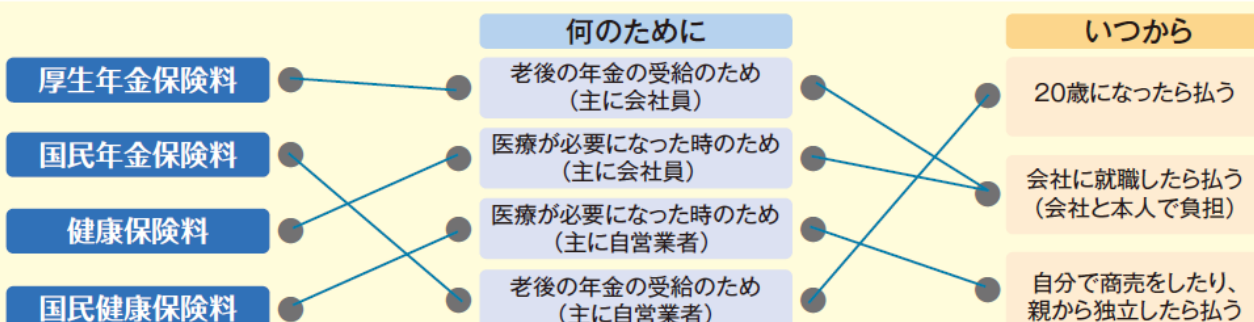 何のために
いつから
厚生年金保険料
国民年金保険料
健康保険料
国民健康保険料
老後の年金の受給のため
（主に会社員）
医療が必要になった時のため
（主に会社員）
医療が必要になった時のため
（主に自営業者）
老後の年金の受給のため
（主に自営業者）
20歳になったら払う
会社に就職したら払う
（会社と本人で負担）
自分で商売をしたり、
親から独立したら払う